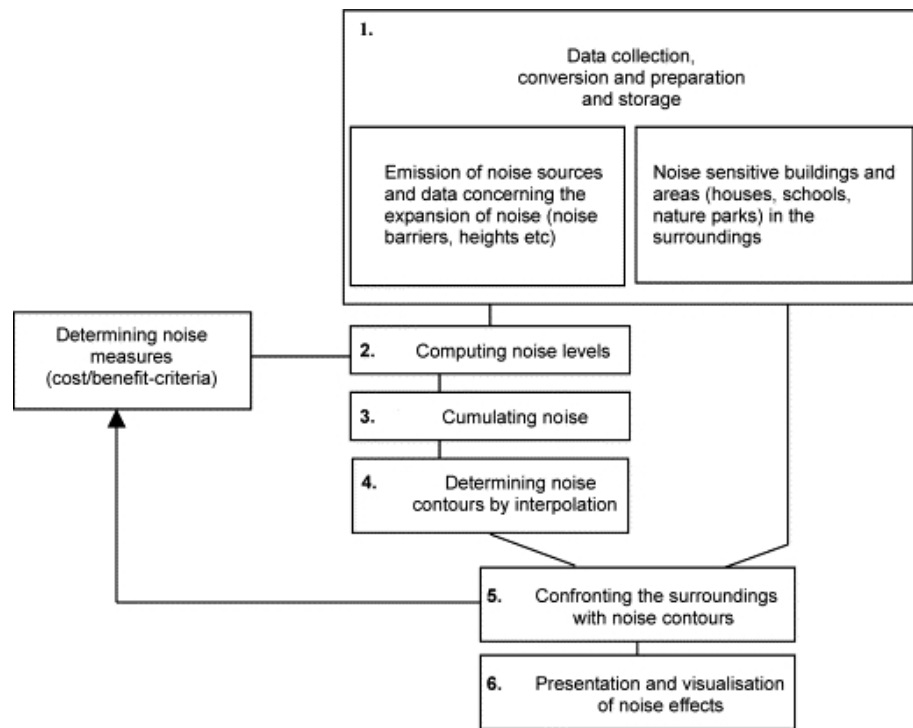 1.
Data collection,
conversion and preparation
and storage
Emission of noise sources
and data concerning the
expansion of noise (noise
barriers, heights etc)
Noise sensitive buildings and
areas (houses, schools,
nature parks) in the
surroundings
Determining noise
measures
(cost/benefit-criteria)
2. Computing noise levels
3. Cumulating noise
4. Determining noise
contours by interpolation
5. Confronting the surroundings
with noise contours
6. Presentation and visualisation
of noise effects